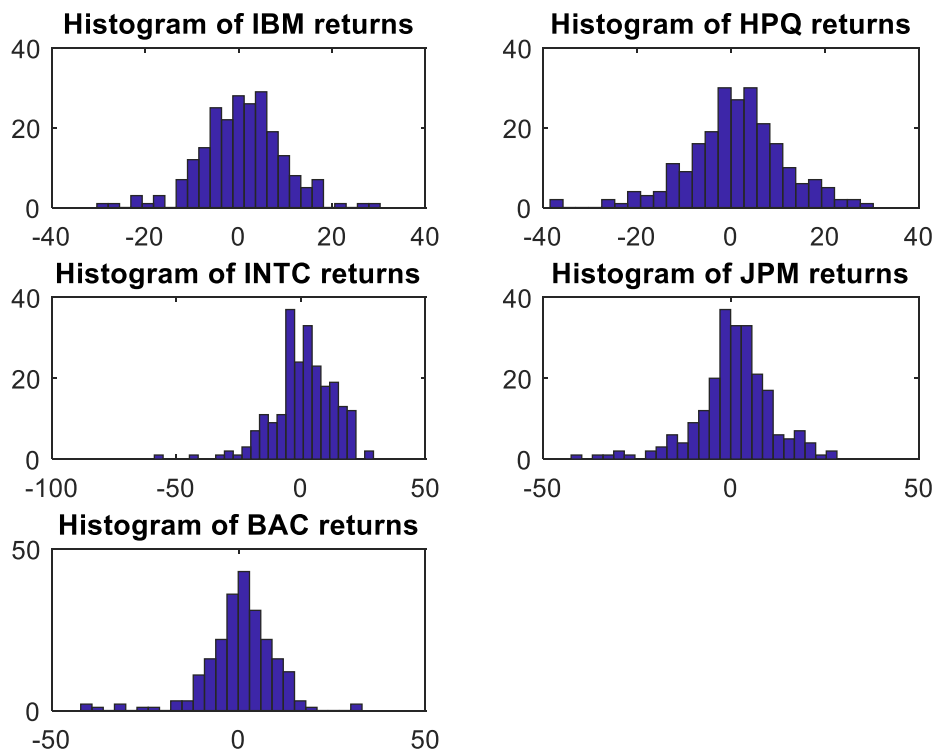 Histogram of IBM returns
40
20
0
-40 -20 0 20 40
Histogram of HPQ returns
40
20
0
-40 -20 0 20 40
Histogram of INTC returns
40
20
0
-100 -50 0 50
Histogram of JPM returns
40
20
0
-50 0 50
Histogram of BAC returns
50
0
-50 0 50